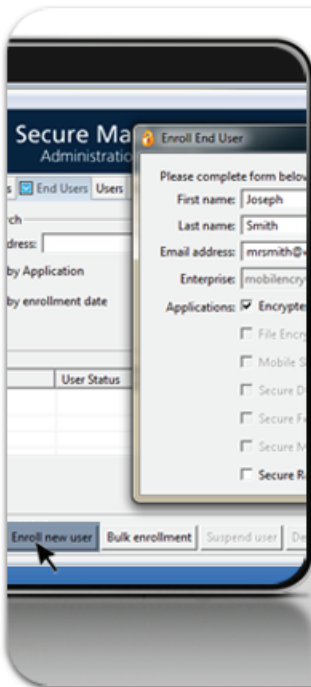 Secure Ma
Administratio
Enroll End User
s End Users Users
Please complete form below
ch
First name: Joseph
Last name: Smith
dress:
Email address: mrsmith@
by Application
Enterprise: mobilencry
by enrollment date
Applications: Encrypte
File Encry
Mobile S
User Status
Secure D
Secure F
Secure M
Secure R
Enroll new user Bulk enrollment Suspend user De